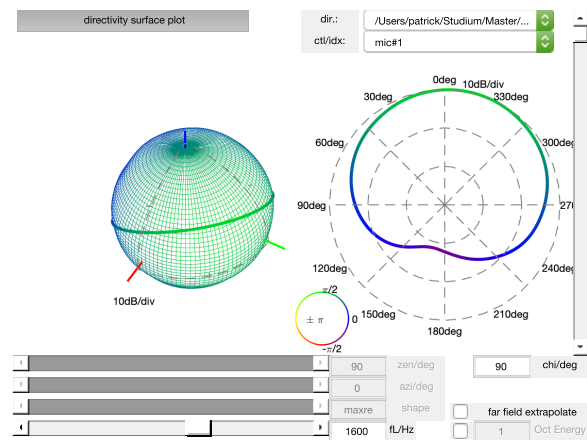 directivity surface plot
dir.:
/Users/patrick/Studium/Master/...
ctl/idx:
mic#1
0deg
10dB/div
30deg
330deg
60deg
300deg
90deg
270
120deg
240deg
150deg
210deg
180deg
10dB/div
π/2
± π
0
-π/2
90
zen/deg
90
chi/deg
0
azi/deg
maxre
shape
far field extrapolate
1600
fL/Hz
1
Oct Energy